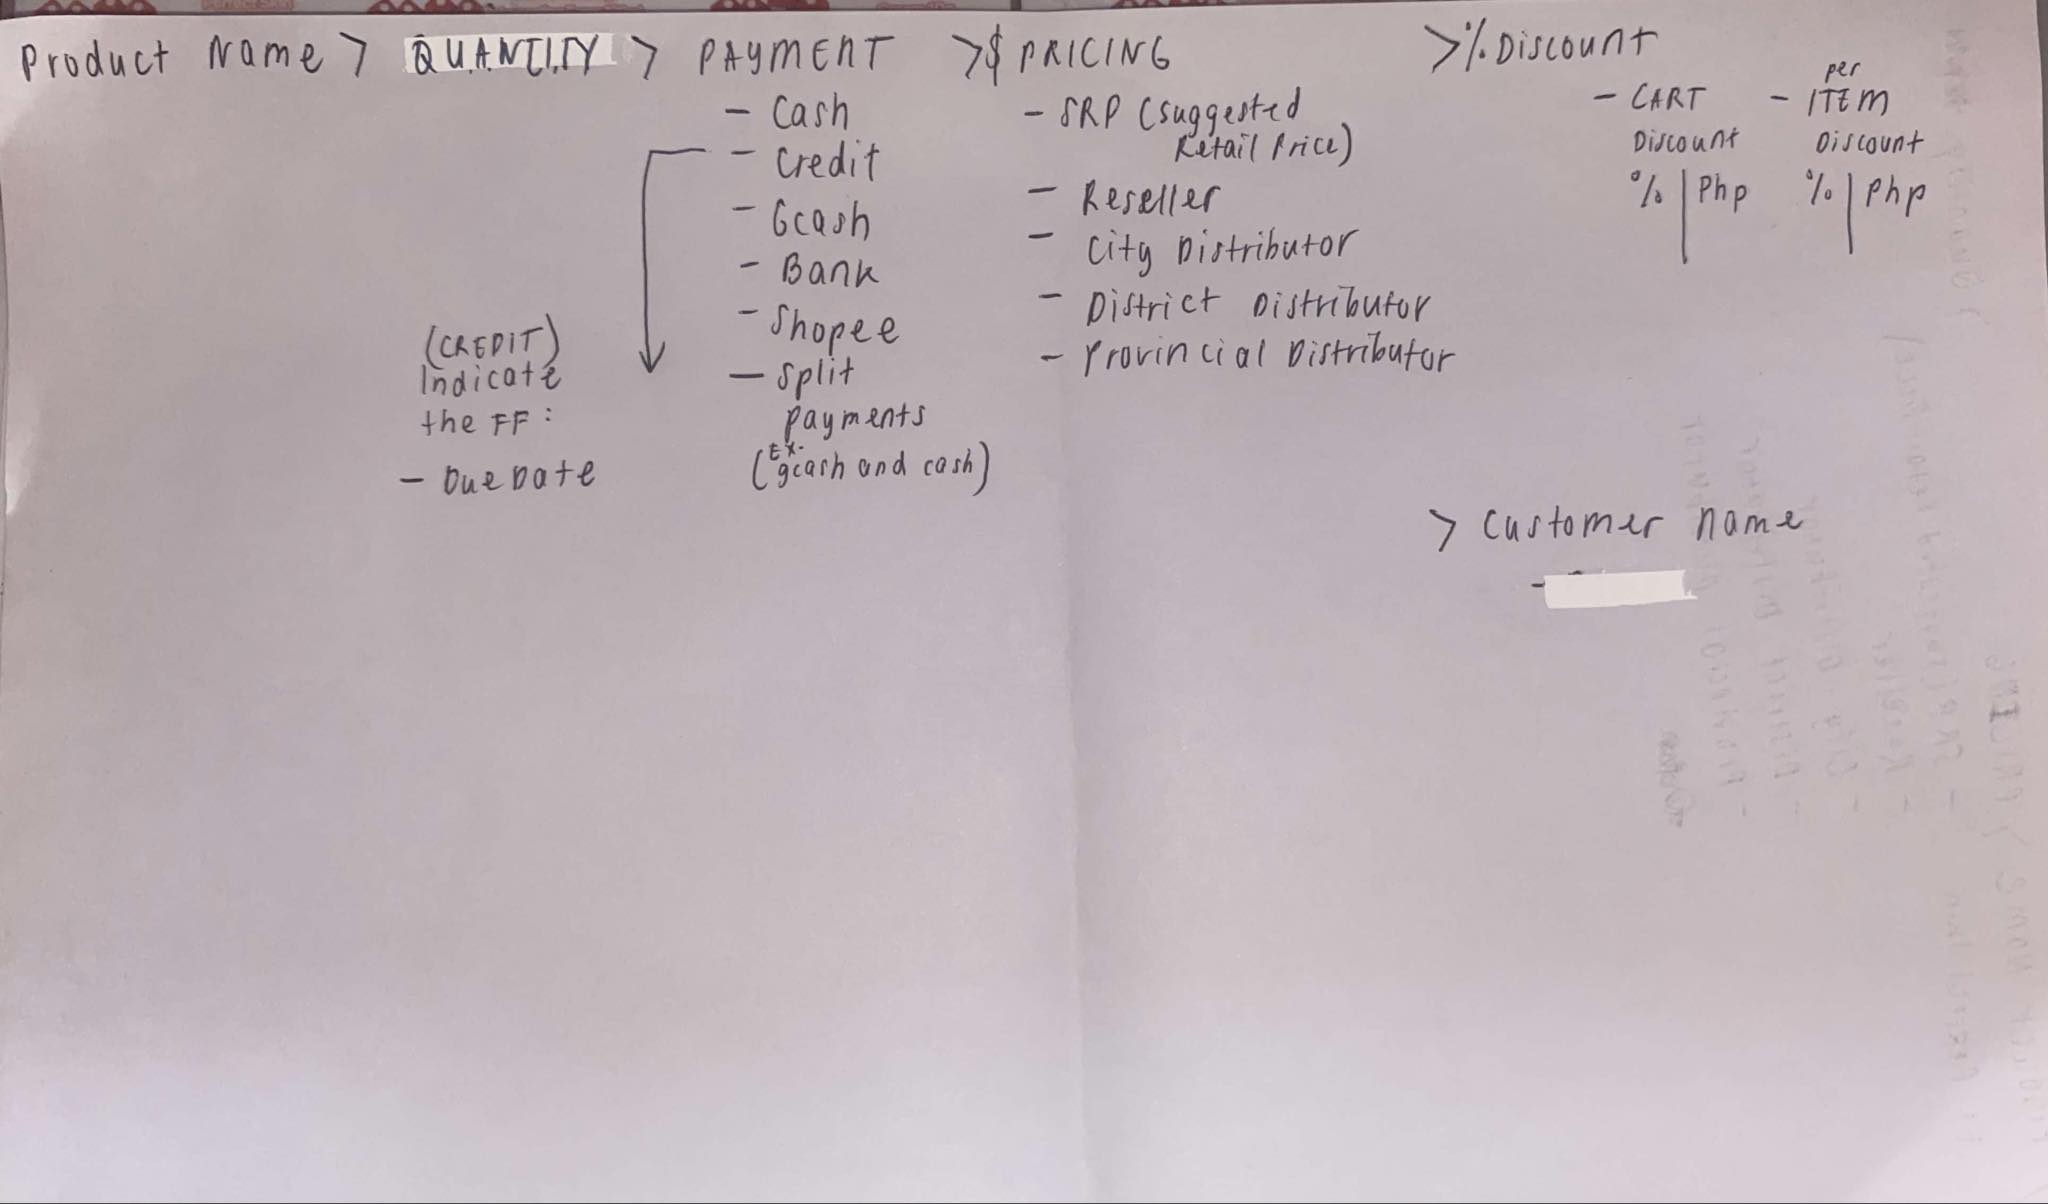 Product Name > QUANTITY > PAYMENT >$ PRICING >% Discount
- Cash
- Credit
- Gcash
- Bank
- Shopee
- Split
payments
(Ex. gcash and cash)
(CREDIT)
Indicate
the FF:
- Due Date
- SRP (Suggested
Retail Price)
- Reseller
- City Distributor
- District Distributor
- Provincial Distributor
- CART
Discount
% | Php
- per
ITEM
Discount
% | Php
> Customer name
-